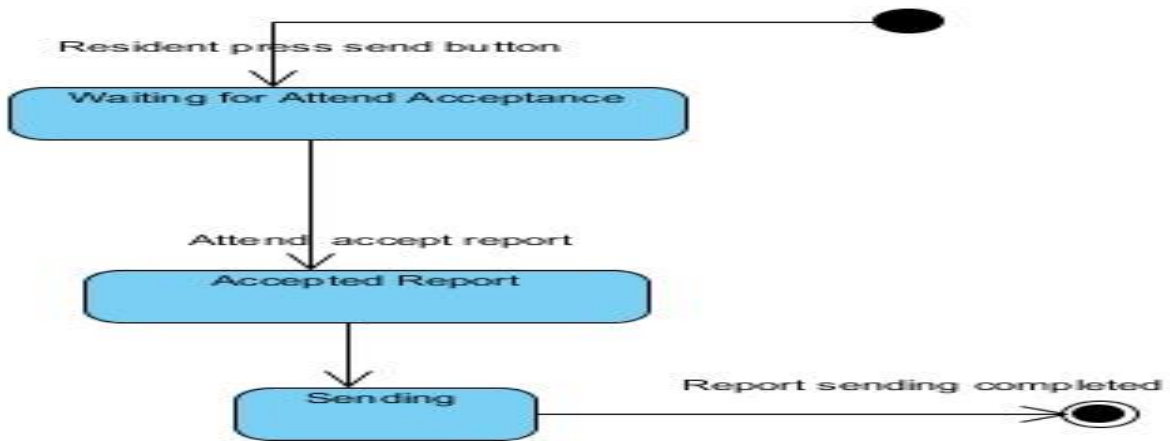 Resident press send button
Waiting for Attend Acceptance
Attend accept report
Accepted Report
Sending
Report sending completed